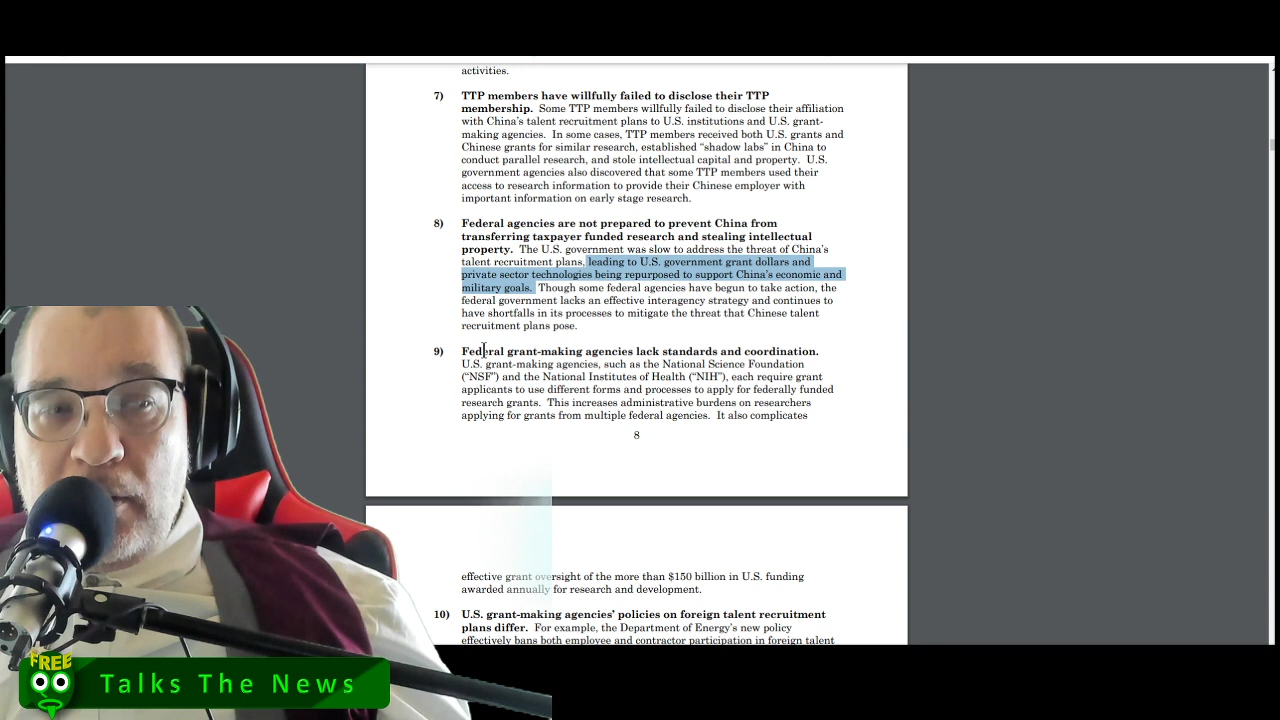 activities.
7) TTP members have willfully failed to disclose their TTP
membership. Some TTP members willfully failed to disclose their affiliation
with China's talent recruitment plans to U.S. institutions and U.S. grant-
making agencies. In some cases, TTP members received both U.S. grants and
Chinese grants for similar research, established “shadow labs” in China to
conduct parallel research, and stole intellectual capital and property. U.S.
government agencies also discovered that some TTP members used their
access to research information to provide their Chinese employer with
important information on early stage research.
8) Federal agencies are not prepared to prevent China from
transferring taxpayer funded research and stealing intellectual
property. The U.S. government was slow to address the threat of China's
talent recruitment plans, leading to U.S. government grant dollars and
private sector technologies being repurposed to support China's economic and
military goals. Though some federal agencies have begun to take action, the
federal government lacks an effective interagency strategy and continues to
have shortfalls in its processes to mitigate the threat that Chinese talent
recruitment plans pose.
9) Federal grant-making agencies lack standards and coordination.
U.S. grant-making agencies, such as the National Science Foundation
(“NSF”) and the National Institutes of Health (“NIH”), each require grant
applicants to use different forms and processes to apply for federally funded
research grants. This increases administrative burdens on researchers
applying for grants from multiple federal agencies. It also complicates
8
effective grant oversight of the more than $150 billion in U.S. funding
awarded annually for research and development.
10) U.S. grant-making agencies' policies on foreign talent recruitment
plans differ. For example, the Department of Energy's new policy
effectively bans both employee and contractor participation in foreign talent
FREE
Talks The News